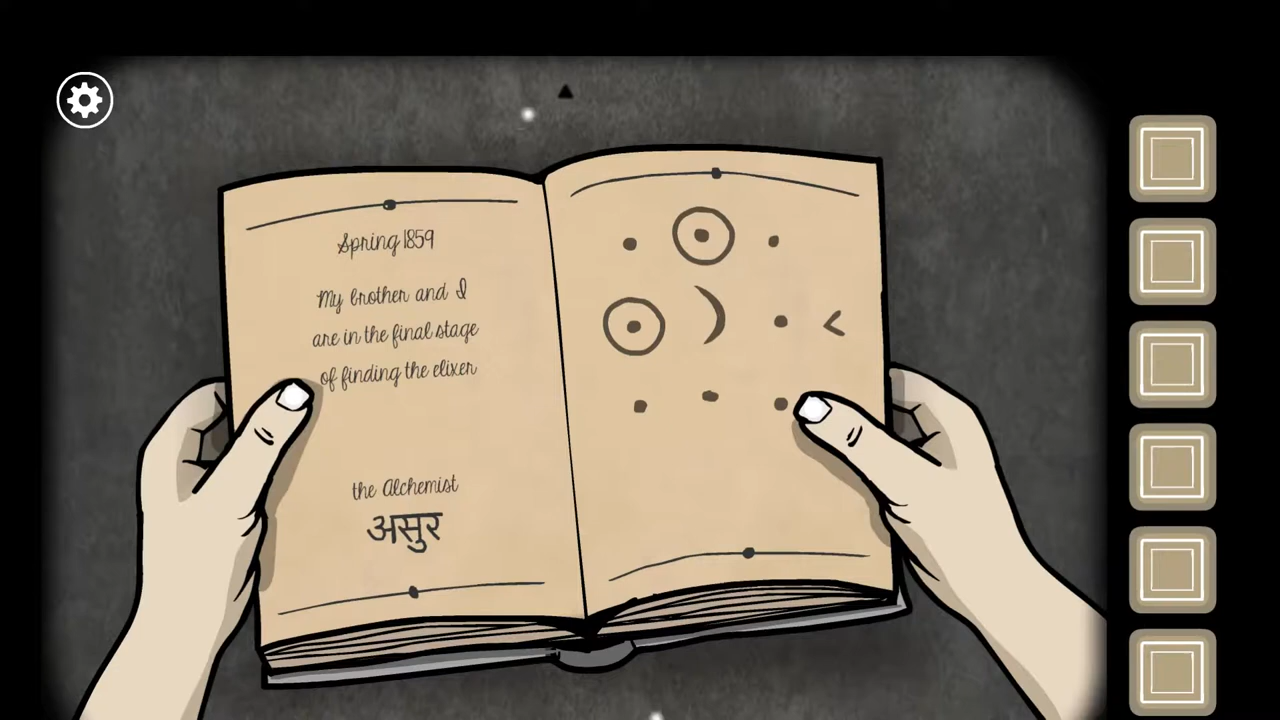 Spring 1859
My brother and I
are in the final stage
of finding the elixer
the Alchemist
असुर